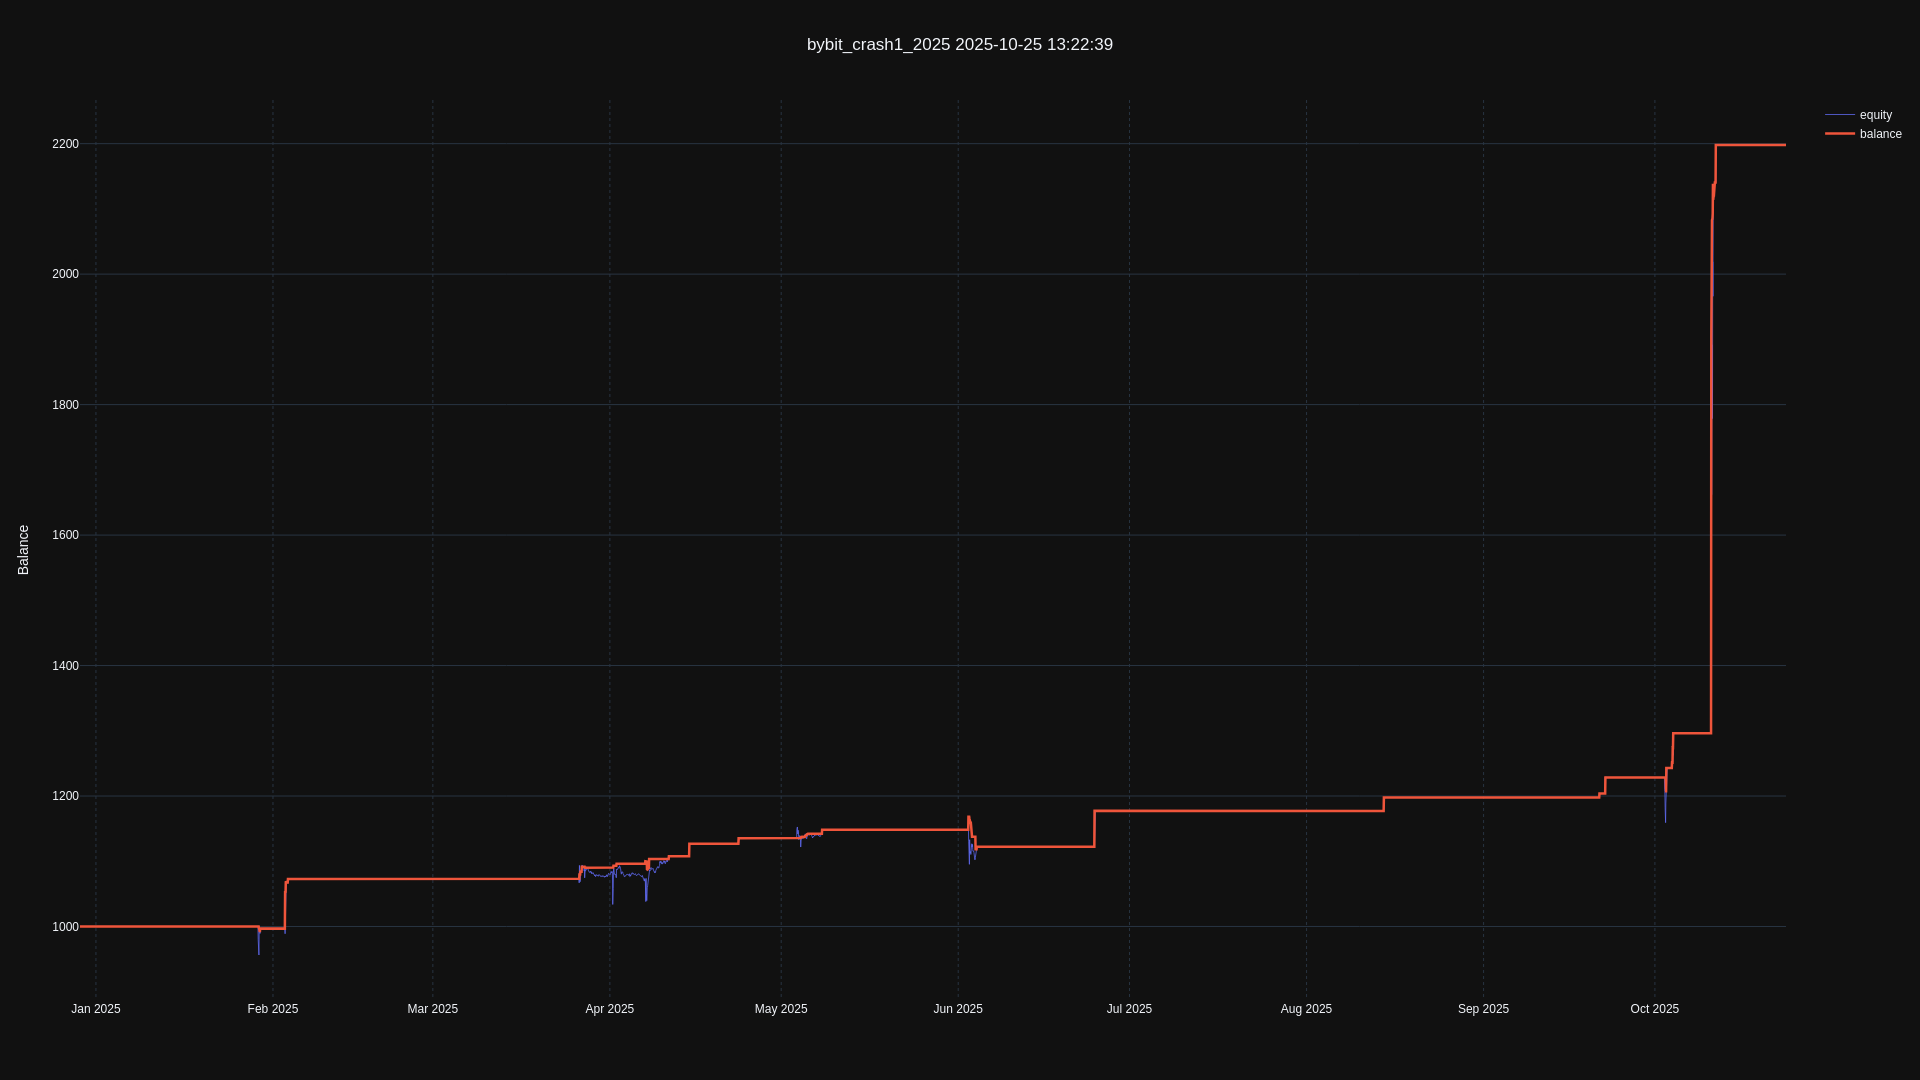 bybit_crash1_2025 2025-10-25 13:22:39
equity
balance
2200
2000
1800
1600
1400
1200
1000
Balance
Jan 2025
Feb 2025
Mar 2025
Apr 2025
May 2025
Jun 2025
Jul 2025
Aug 2025
Sep 2025
Oct 2025